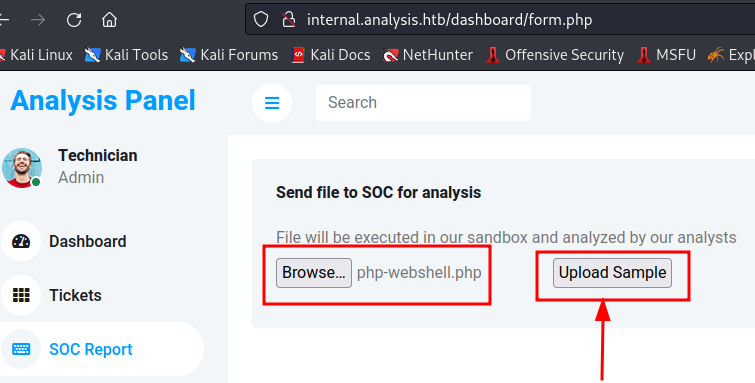 internal.analysis.htb/dashboard/form.php
Kali Linux Kali Tools Kali Forums Kali Docs NetHunter Offensive Security MSFU Expl
Analysis Panel
Search
Technician
Admin
Send file to SOC for analysis
File will be executed in our sandbox and analyzed by our analysts
Browse… php-webshell.php Upload Sample
Dashboard
Tickets
SOC Report